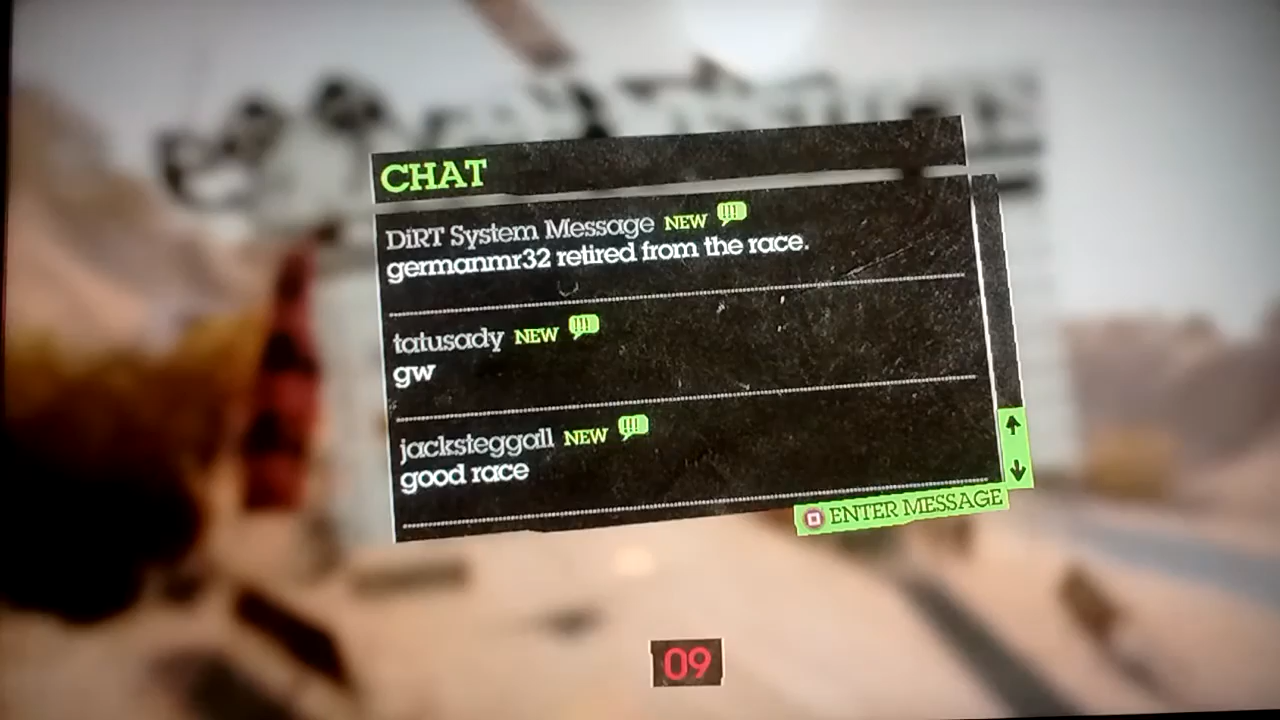 CHAT
DiRT System Message NEW
germanmr32 retired from the race.
tatusady NEW
gw
jacksteggall NEW
good race
ENTER MESSAGE
09